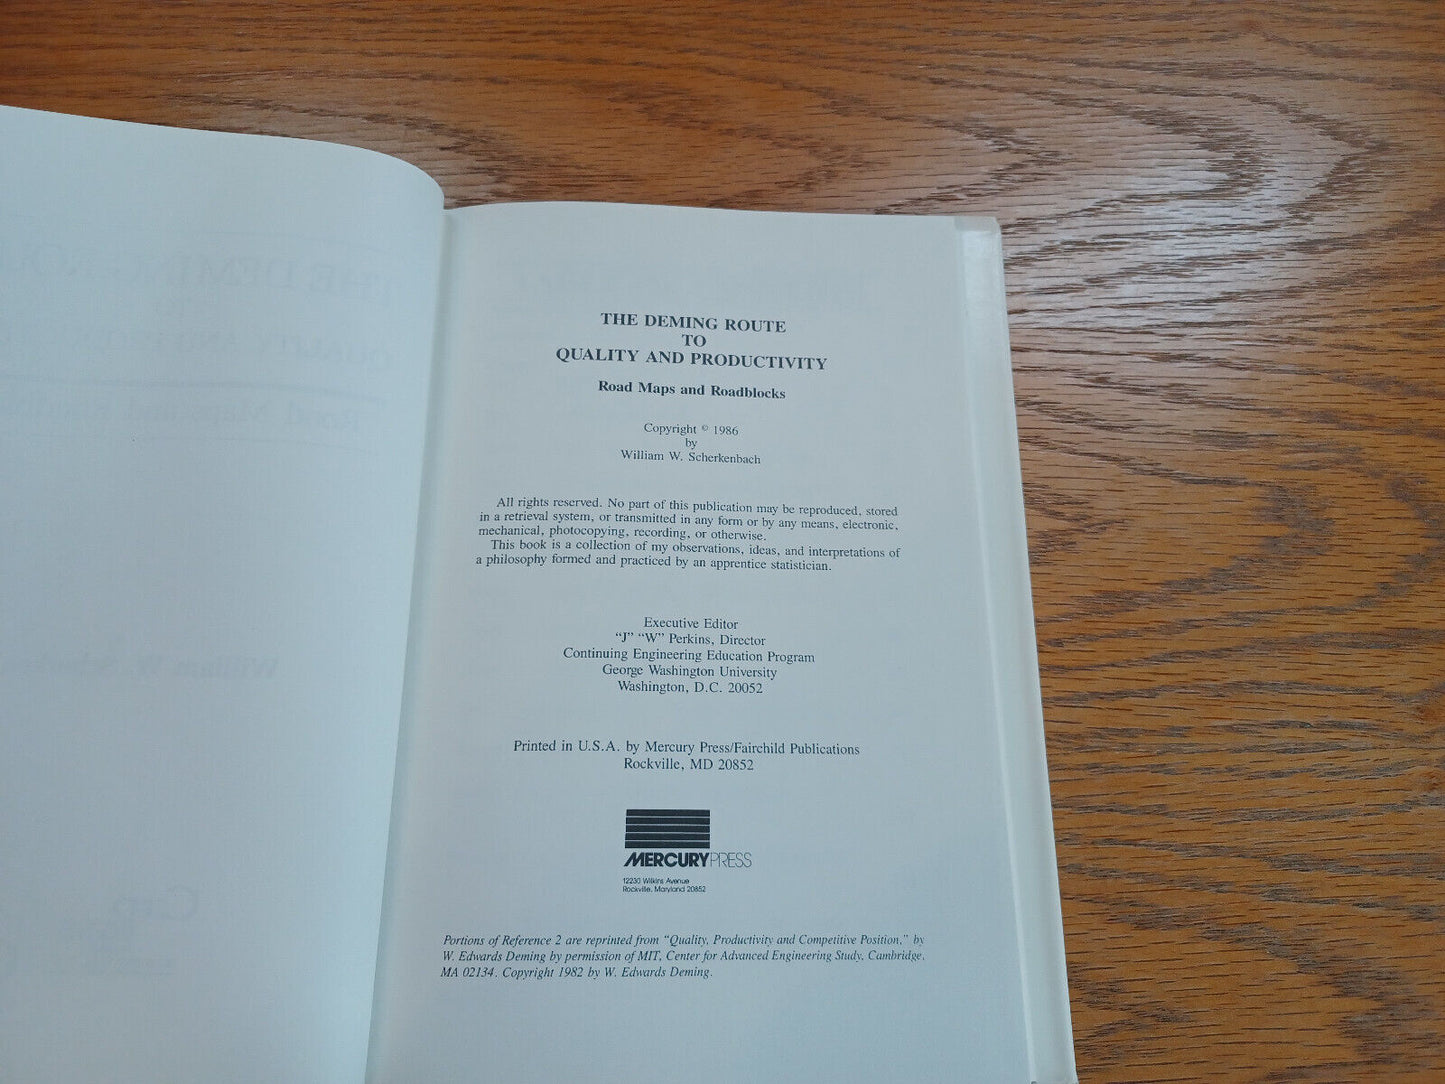 THE DEMING ROUTE
TO
QUALITY AND PRODUCTIVITY
Road Maps and Roadblocks
Copyright © 1986
by
William W. Scherkenbach
All rights reserved. No part of this publication may be reproduced, stored
in a retrieval system, or transmitted in any form or by any means, electronic,
mechanical, photocopying, recording, or otherwise.
This book is a collection of my observations, ideas, and interpretations of
a philosophy formed and practiced by an apprentice statistician.
Executive Editor
“J” “W” Perkins, Director
Continuing Engineering Education Program
George Washington University
Washington, D.C. 20052
Printed in U.S.A. by Mercury Press/Fairchild Publications
Rockville, MD 20852
MERCURY PRESS
12230 Wilkins Avenue
Rockville, Maryland 20852
Portions of Reference 2 are reprinted from “Quality, Productivity and Competitive Position,” by
W. Edwards Deming by permission of MIT, Center for Advanced Engineering Study, Cambridge,
MA 02134. Copyright 1982 by W. Edwards Deming.